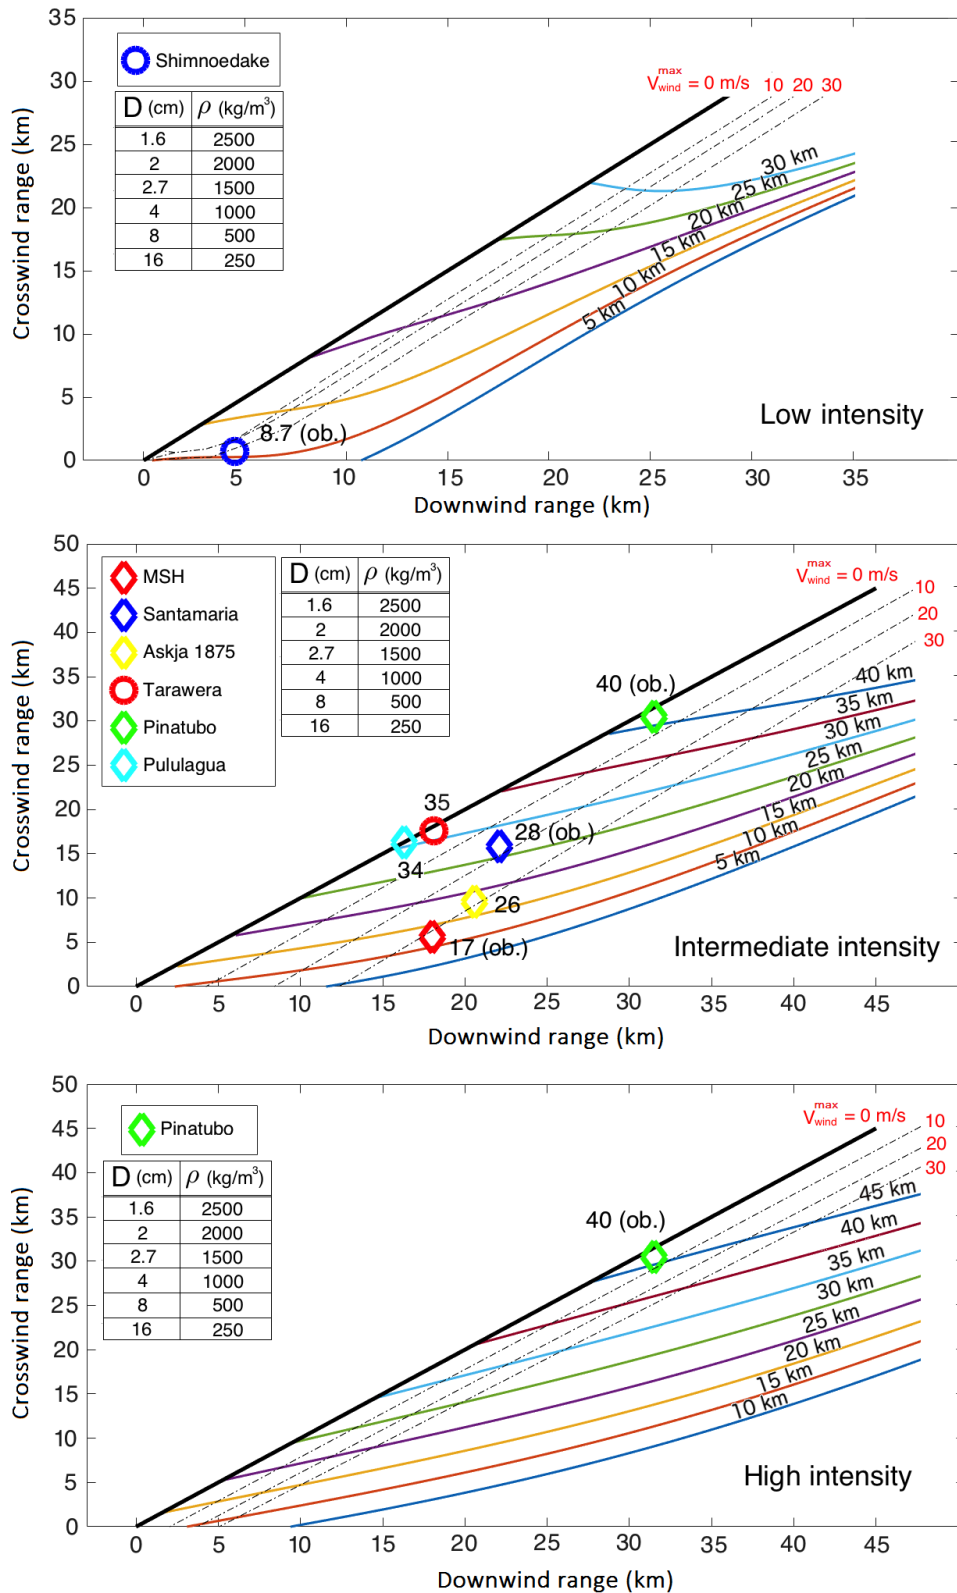 35
30
25
20
15
10
5
0
Crosswind range (km)
Shimnoedake
D (cm) ρ (kg/m³)
1.6 2500
2 2000
2.7 1500
4 1000
8 500
16 250
max
Vwind = 0 m/s 10 20 30
30 km
25 km
20 km
15 km
10 km
5 km
8.7 (ob.)
Low intensity
0 5 10 15 20 25 30 35
Downwind range (km)
50
45
40
35
30
25
20
15
10
5
0
Crosswind range (km)
MSH
Santamaria
Askja 1875
Tarawera
Pinatubo
Pululagua
D (cm) ρ (kg/m³)
1.6 2500
2 2000
2.7 1500
4 1000
8 500
16 250
max
Vwind = 0 m/s 10
20
30
40 (ob.)
40 km
35 km
30 km
25 km
20 km
15 km
10 km
5 km
35
28 (ob.)
34
26
17 (ob.)
Intermediate intensity
0 5 10 15 20 25 30 35 40 45
Downwind range (km)
50
45
40
35
30
25
20
15
10
5
0
Crosswind range (km)
Pinatubo
D (cm) ρ (kg/m³)
1.6 2500
2 2000
2.7 1500
4 1000
8 500
16 250
max
Vwind = 0 m/s 10
20
30
40 (ob.)
45 km
40 km
35 km
30 km
25 km
20 km
15 km
10 km
High intensity
0 5 10 15 20 25 30 35 40 45
Downwind range (km)